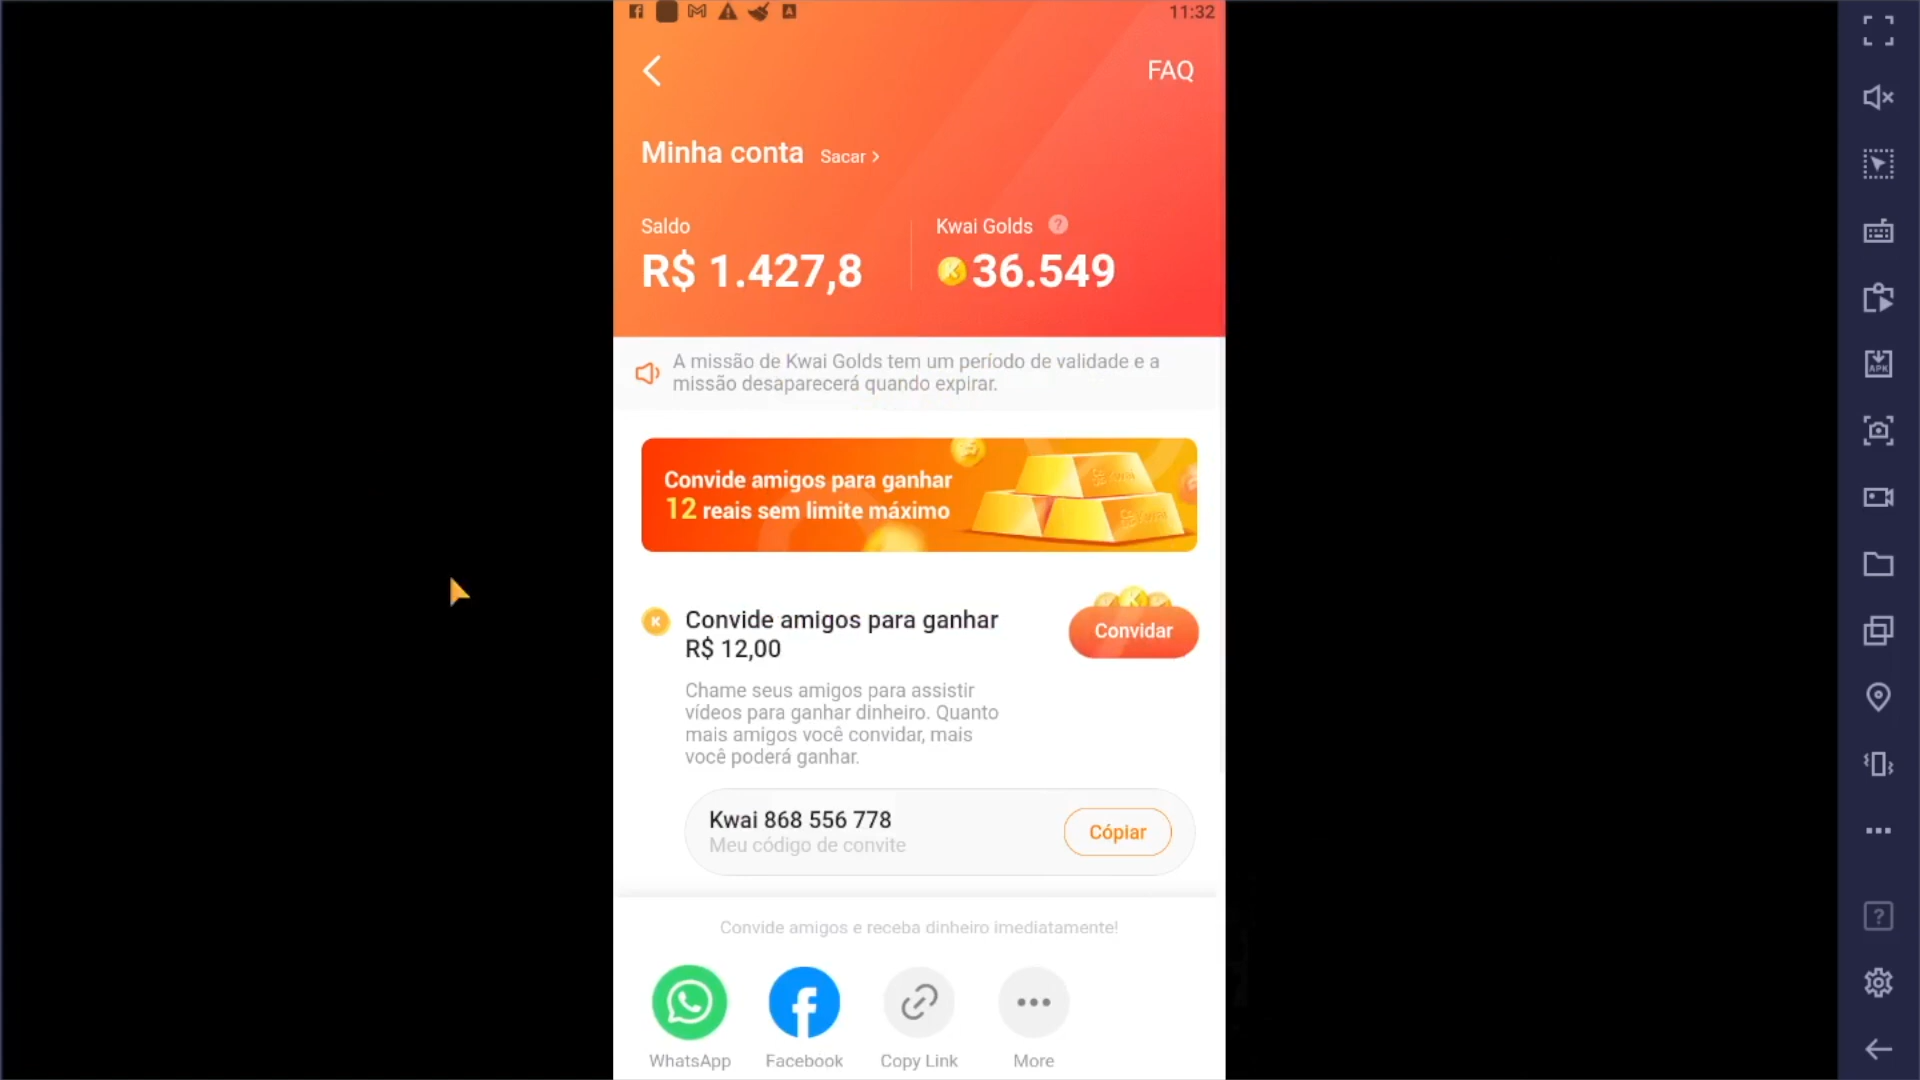 11:32
FAQ
Minha conta Sacar >
Saldo
Kwai Golds ?
R$ 1.427,8
36.549
A missão de Kwai Golds tem um período de validade e a
missão desaparecerá quando expirar.
Convide amigos para ganhar
12 reais sem limite máximo
Convide amigos para ganhar
R$ 12,00
Convidar
Chame seus amigos para assistir
vídeos para ganhar dinheiro. Quanto
mais amigos você convidar, mais
você poderá ganhar.
Kwai 868 556 778
Meu código de convite
Cópiar
Convide amigos e receba dinheiro imediatamente!
WhatsApp
Facebook
Copy Link
More
APK